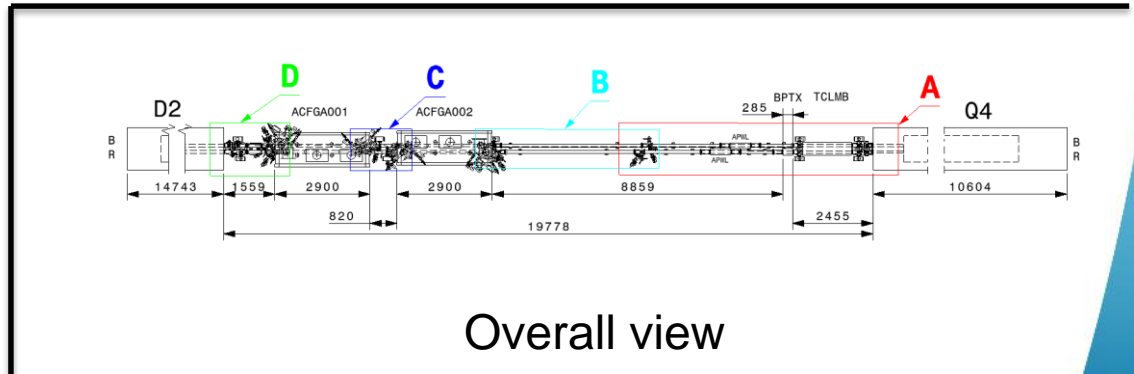 D C B A
D2 ACFGA001 ACFGA002 BPTX TCLMB Q4
285
B R APWL APWL B R
14743 1559 2900 2900 8859 10604
820 2455
19778
Overall view